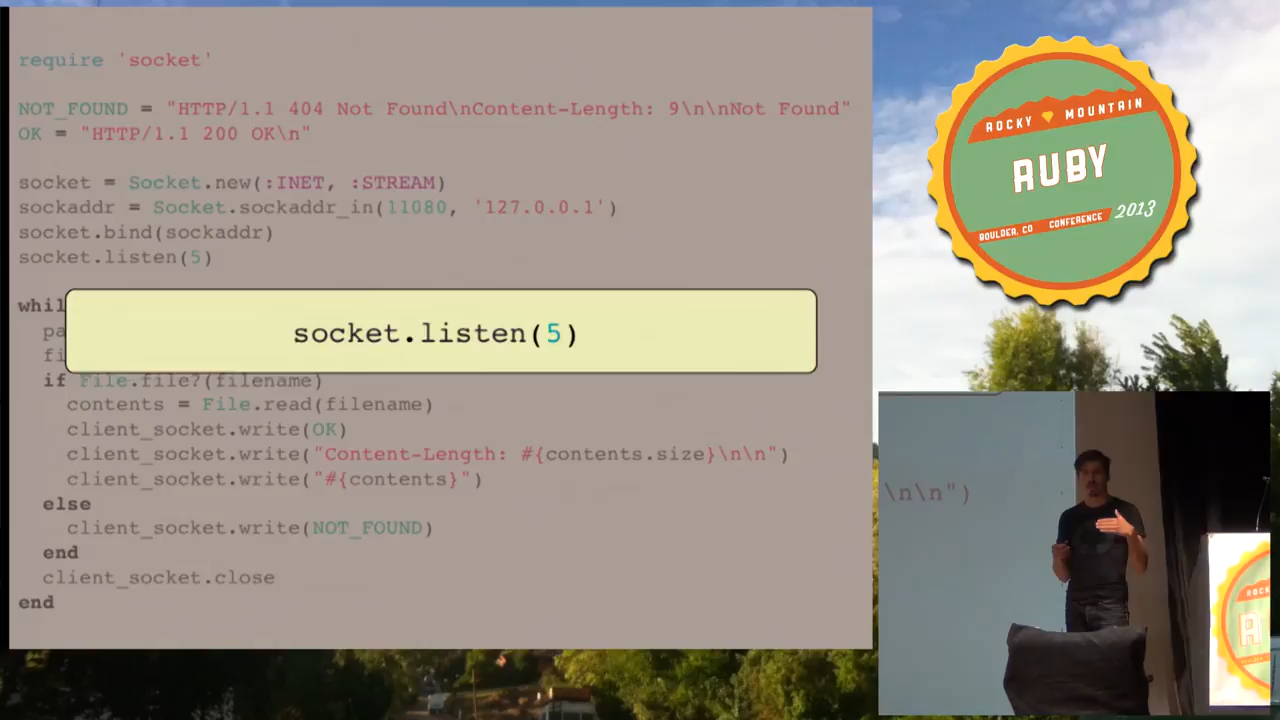 require 'socket'
NOT_FOUND = "HTTP/1.1 404 Not Found\nContent-Length: 9\n\nNot Found"
OK = "HTTP/1.1 200 OK\n"
socket = Socket.new(:INET, :STREAM)
sockaddr = Socket.sockaddr_in(11080, '127.0.0.1')
socket.bind(sockaddr)
socket.listen(5)
whil
pa
socket.listen(5)
fi
if File.file?(filename)
contents = File.read(filename)
client_socket.write(OK)
client_socket.write("Content-Length: #{contents.size}\n\n")
client_socket.write("#{contents}")
else
client_socket.write(NOT_FOUND)
end
client_socket.close
end
ROCKY MOUNTAIN
RUBY
BOULDER, CO CONFERENCE 2013
\n\n")